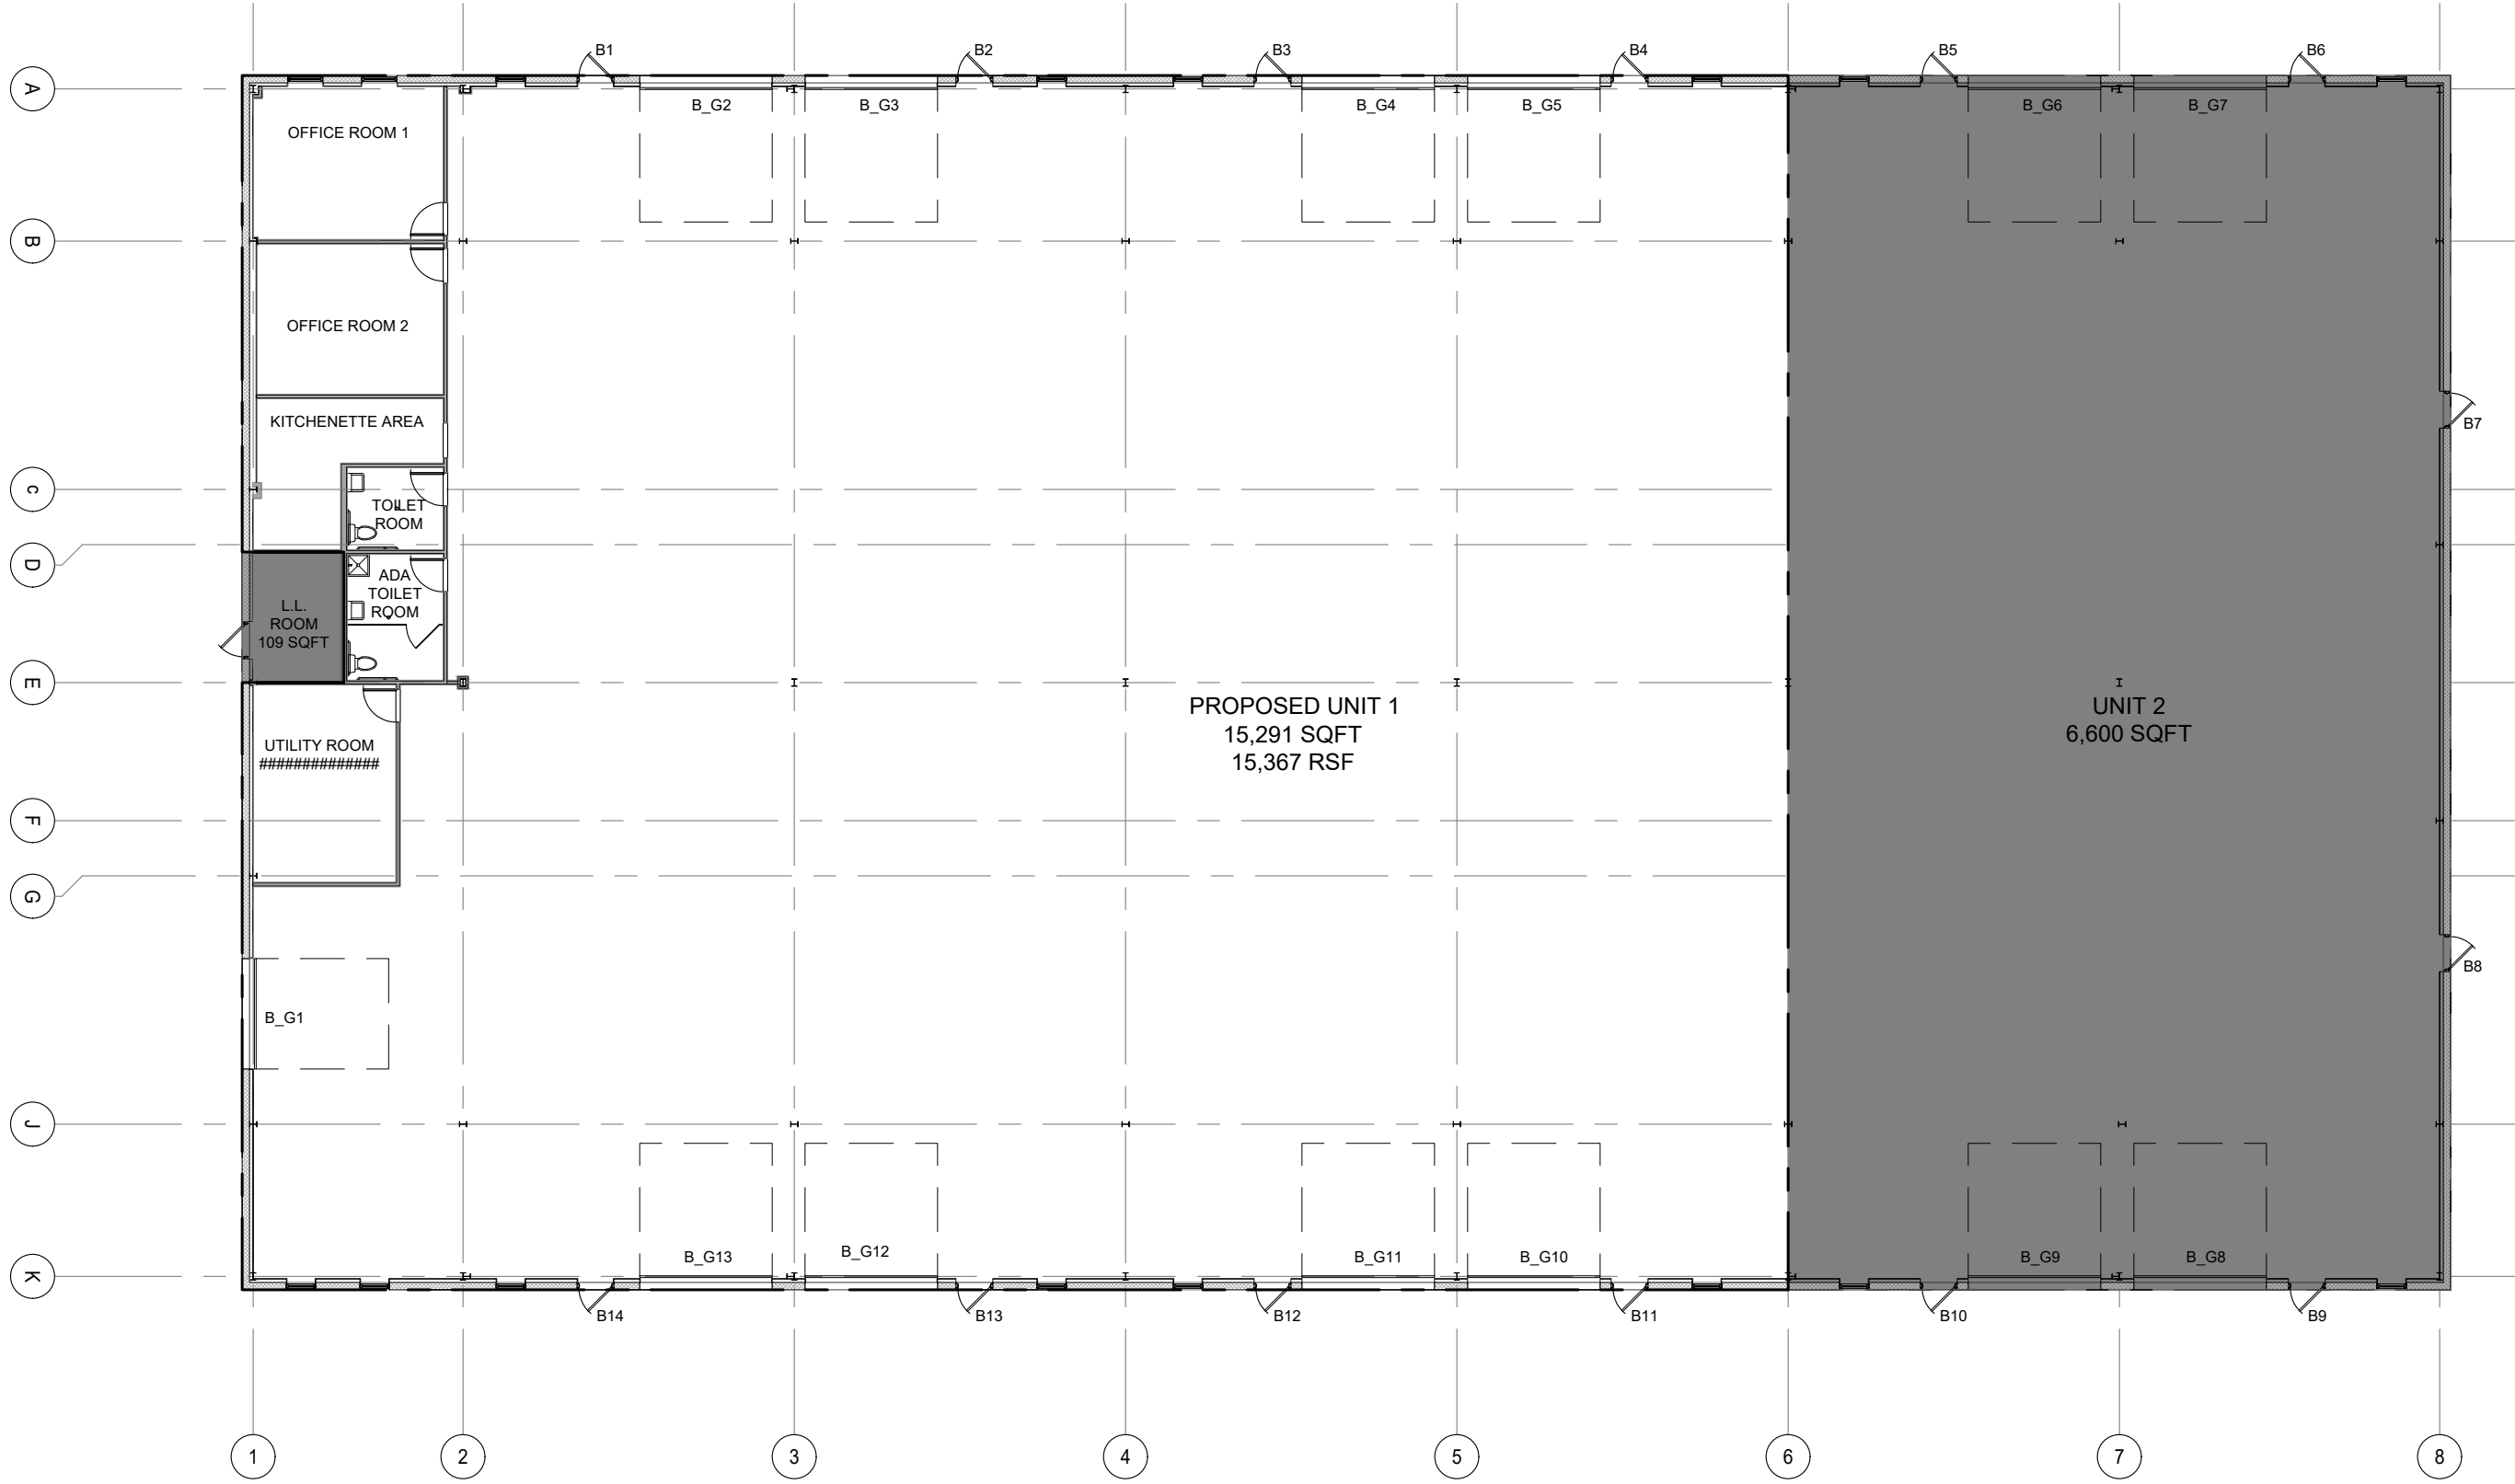 B1
B2
B3
B4
B5
B6
A
B_G2
B_G3
B_G4
B_G5
B_G6
B_G7
OFFICE ROOM 1
B
OFFICE ROOM 2
KITCHENETTE AREA
B7
C
TOILET
ROOM
D
ADA
TOILET
ROOM
L.L.
ROOM
109 SQFT
E
PROPOSED UNIT 1
15,291 SQFT
15,367 RSF
UNIT 2
6,600 SQFT
UTILITY ROOM
##############
F
G
B8
B_G1
J
B_G13
B_G12
B_G11
B_G10
B_G9
B_G8
K
B14
B13
B12
B11
B10
B9
1
2
3
4
5
6
7
8